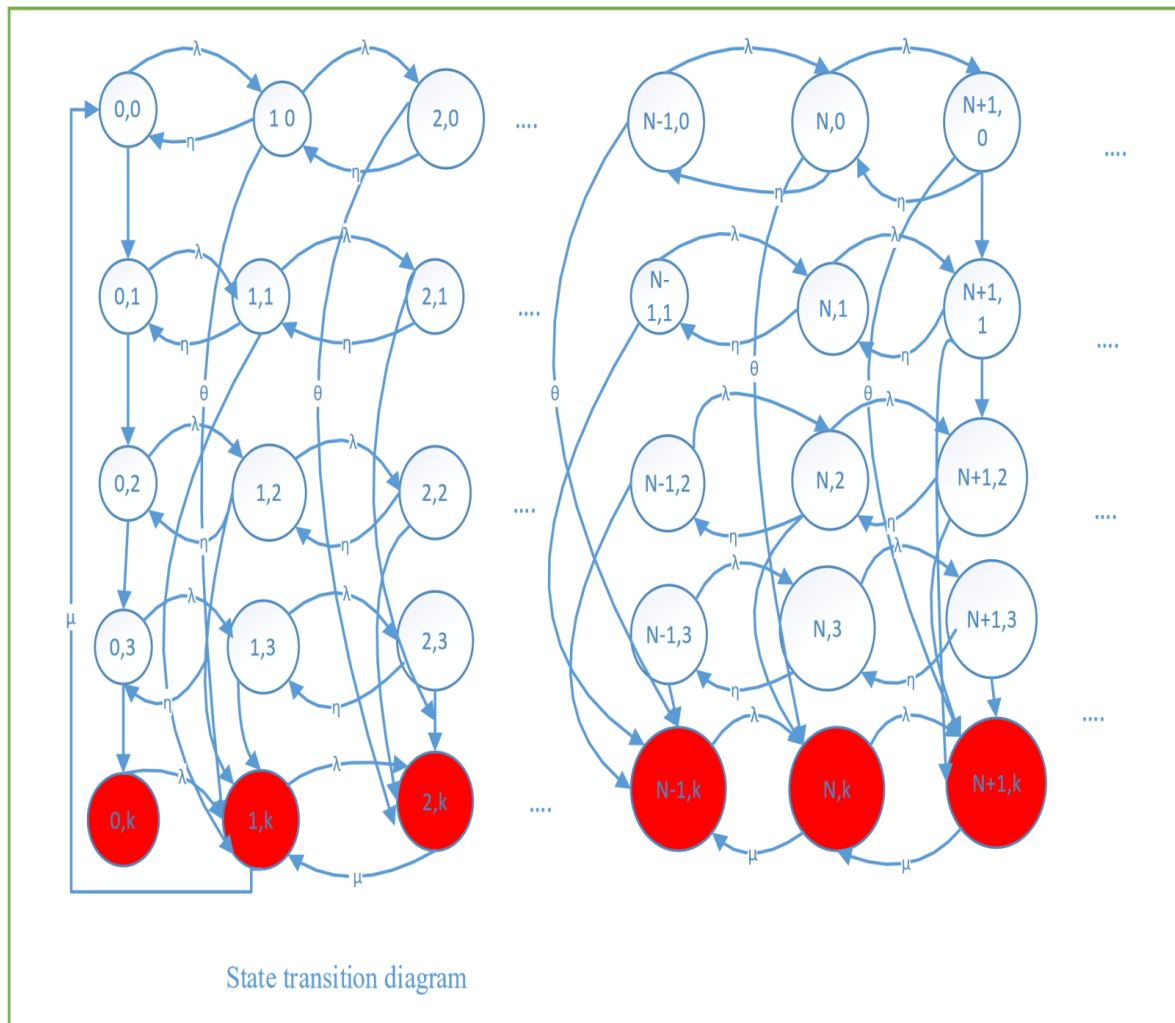 λ λ λ λ
0,0 1 0 2,0 .... N-1,0 N,0 N+1,
0 ....
η η η η
λ λ λ λ
0,1 1,1 2,1 .... N-
1,1 N,1 N+1,
1 ....
η η η η
θ θ θ θ θ
λ λ λ λ
0,2 1,2 2,2 .... N-1,2 N,2 N+1,2 ....
η η η η
λ λ λ λ
μ 0,3 1,3 2,3 N-1,3 N,3 N+1,3
η η η η
λ λ λ λ ....
0,k 1,k 2,k .... N-1,k N,k N+1,k
μ μ μ
State transition diagram